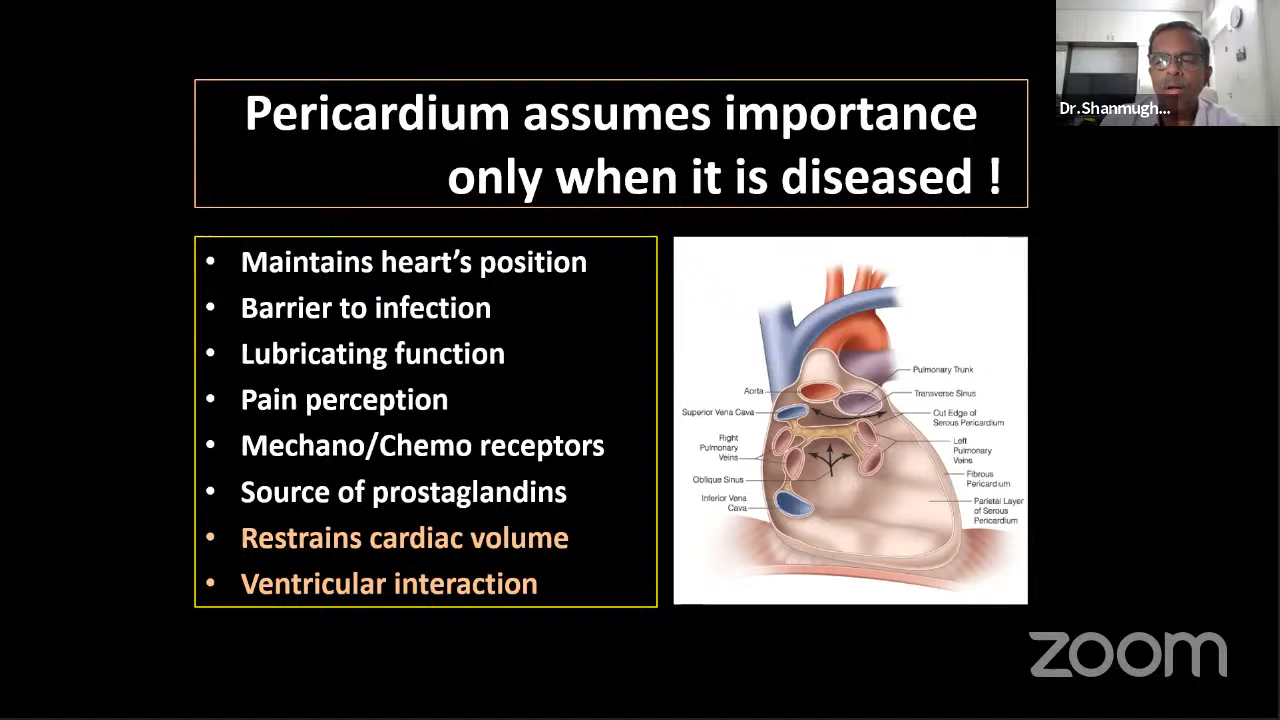 Pericardium assumes importance
only when it is diseased !
Dr.Shanmugh...
• Maintains heart's position
• Barrier to infection
• Lubricating function
• Pain perception
• Mechano/Chemo receptors
• Source of prostaglandins
• Restrains cardiac volume
• Ventricular interaction
Aorta
Superior Vena Cava
Right
Pulmonary
Veins
Oblique Sinus
Inferior Vena
Cava
Pulmonary Trunk
Transverse Sinus
Cut Edge of
Serous Pericardium
Left
Pulmonary
Veins
Fibrous
Pericardium
Parietal Layer
of Serous
Pericardium
zoom